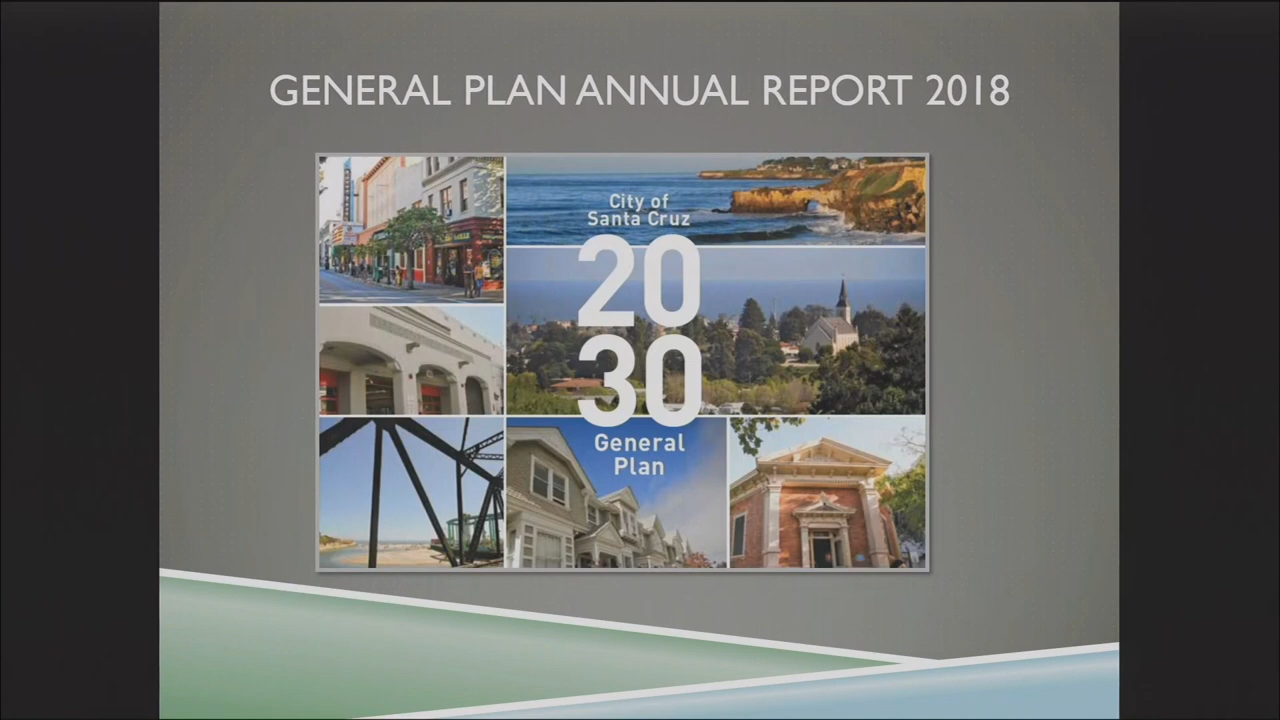 GENERAL PLAN ANNUAL REPORT 2018
City of
Santa Cruz
20
30
General
Plan